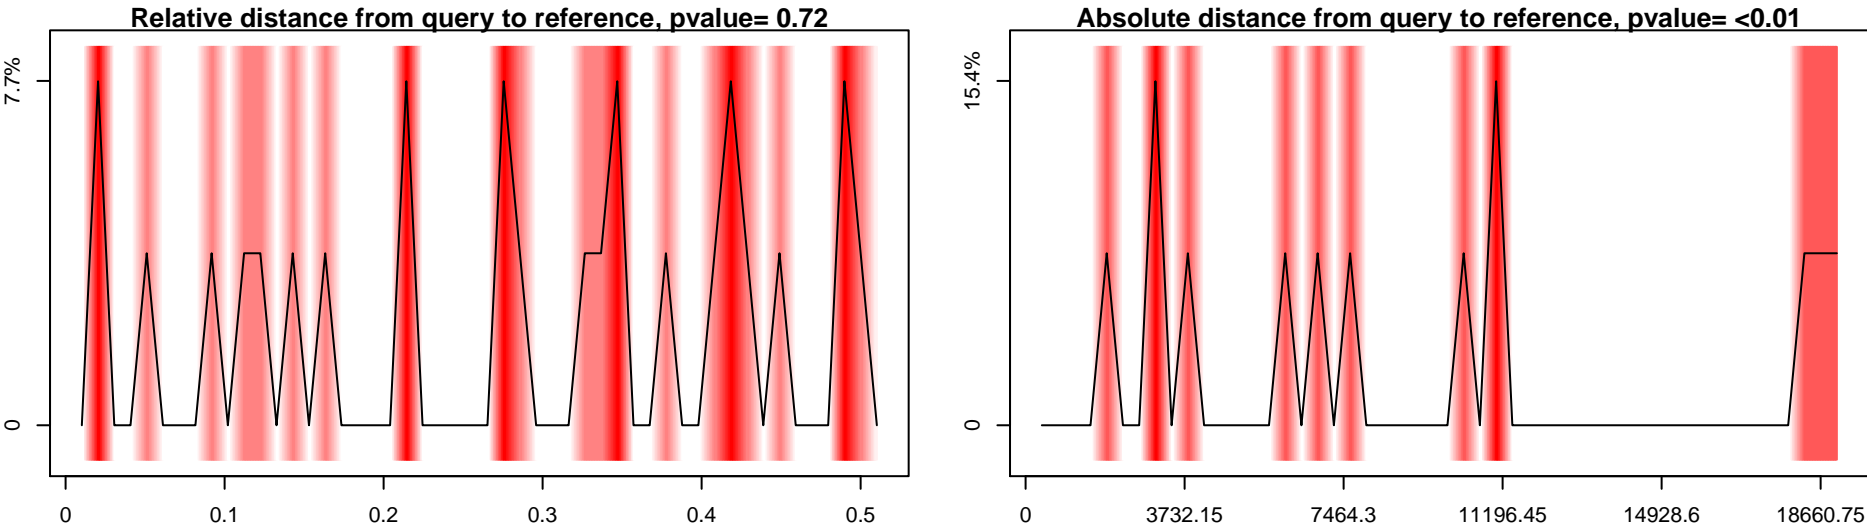 Relative distance from query to reference, pvalue= 0.72
7.7%
0
0 0.1 0.2 0.3 0.4 0.5
Absolute distance from query to reference, pvalue= <0.01
15.4%
0
0 3732.15 7464.3 11196.45 14928.6 18660.75